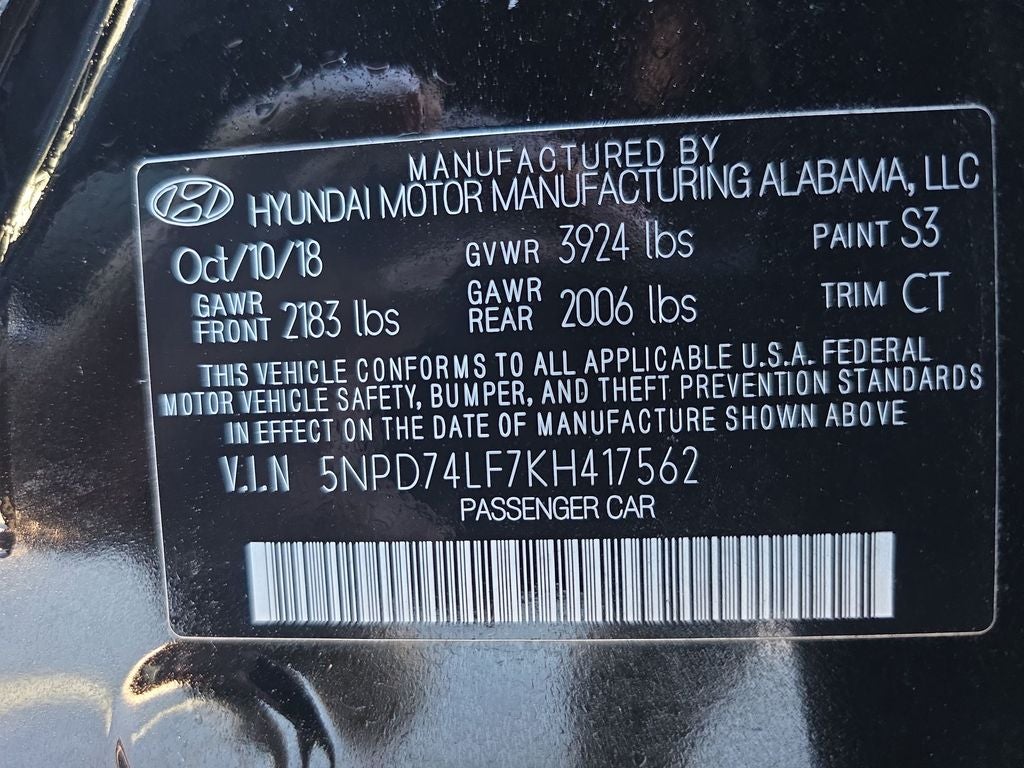 MANUFACTURED BY
HYUNDAI MOTOR MANUFACTURING ALABAMA, LLC
Oct/10/18 GVWR 3924 lbs PAINT S3
GAWR FRONT 2183 lbs GAWR REAR 2006 lbs TRIM CT
THIS VEHICLE CONFORMS TO ALL APPLICABLE U.S.A. FEDERAL
MOTOR VEHICLE SAFETY, BUMPER, AND THEFT PREVENTION STANDARDS
IN EFFECT ON THE DATE OF MANUFACTURE SHOWN ABOVE
V.I.N 5NPD74LF7KH417562
PASSENGER CAR